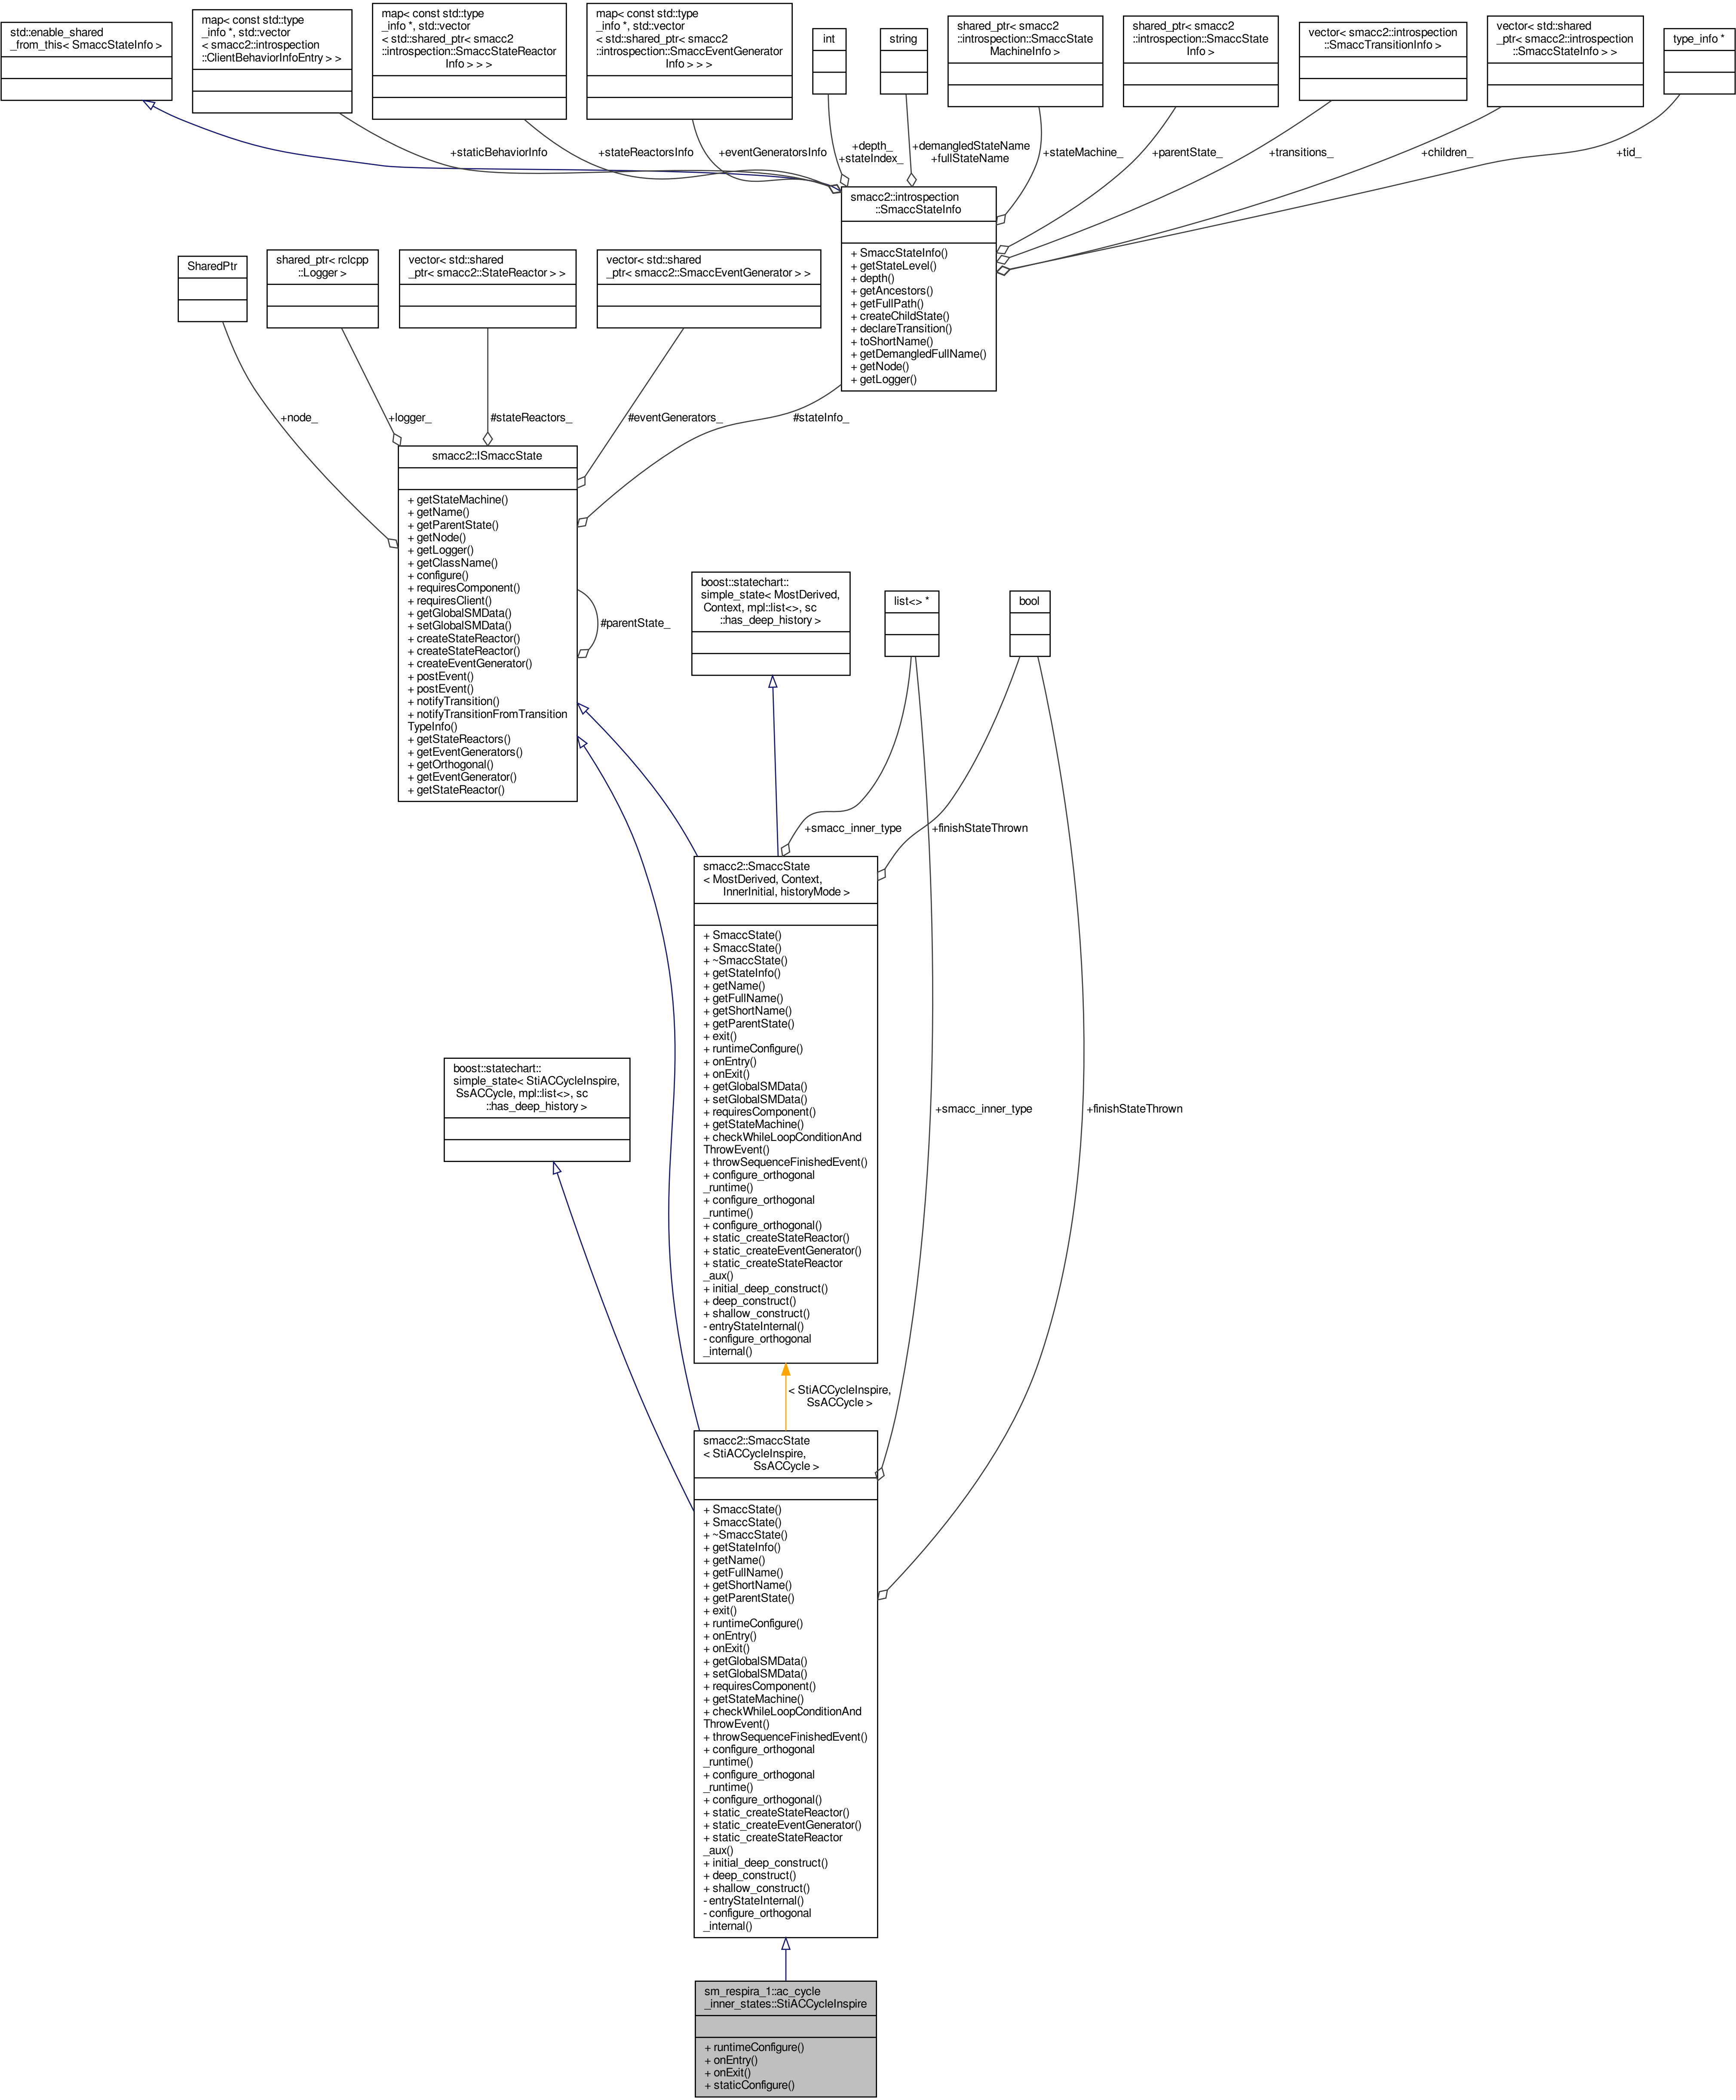 std::enable_shared
_from_this< SmaccStateInfo >
map< const std::type
_info *, std::vector
< smacc2::introspection
::ClientBehaviorInfoEntry > >
map< const std::type
_info *, std::vector
< std::shared_ptr< smacc2
::introspection::SmaccStateReactor
Info > > >
map< const std::type
_info *, std::vector
< std::shared_ptr< smacc2
::introspection::SmaccEventGenerator
Info > > >
int
string
shared_ptr< smacc2
::introspection::SmaccState
MachineInfo >
shared_ptr< smacc2
::introspection::SmaccState
Info >
vector< smacc2::introspection
::SmaccTransitionInfo >
vector< std::shared
_ptr< smacc2::introspection
::SmaccStateInfo > >
type_info *
+staticBehaviorInfo
+stateReactorsInfo
+eventGeneratorsInfo
+depth_
+stateIndex_
+demangledStateName
+fullStateName
+stateMachine_
+parentState_
+transitions_
+children_
+tid_
smacc2::introspection
::SmaccStateInfo
+ SmaccStateInfo()
+ getStateLevel()
+ depth()
+ getAncestors()
+ getFullPath()
+ createChildState()
+ declareTransition()
+ toShortName()
+ getDemangledFullName()
+ getNode()
+ getLogger()
SharedPtr
shared_ptr< rclcpp
::Logger >
vector< std::shared
_ptr< smacc2::StateReactor > >
vector< std::shared
_ptr< smacc2::SmaccEventGenerator > >
+node_
+logger_
#stateReactors_
#eventGenerators_
#stateInfo_
smacc2::ISmaccState
+ getStateMachine()
+ getName()
+ getParentState()
+ getNode()
+ getLogger()
+ getClassName()
+ configure()
+ requiresComponent()
+ requiresClient()
+ getGlobalSMData()
+ setGlobalSMData()
+ createStateReactor()
+ createStateReactor()
+ createEventGenerator()
+ postEvent()
+ postEvent()
+ notifyTransition()
+ notifyTransitionFromTransition
TypeInfo()
+ getStateReactors()
+ getEventGenerators()
+ getOrthogonal()
+ getEventGenerator()
+ getStateReactor()
#parentState_
boost::statechart::
simple_state< MostDerived,
Context, mpl::list<>, sc
::has_deep_history >
list<> *
bool
+smacc_inner_type
+finishStateThrown
smacc2::SmaccState
< MostDerived, Context,
InnerInitial, historyMode >
+ SmaccState()
+ SmaccState()
+ ~SmaccState()
+ getStateInfo()
+ getName()
+ getFullName()
+ getShortName()
+ getParentState()
+ exit()
+ runtimeConfigure()
+ onEntry()
+ onExit()
+ getGlobalSMData()
+ setGlobalSMData()
+ requiresComponent()
+ getStateMachine()
+ checkWhileLoopConditionAnd
ThrowEvent()
+ throwSequenceFinishedEvent()
+ configure_orthogonal
_runtime()
+ configure_orthogonal
_runtime()
+ configure_orthogonal()
+ static_createStateReactor()
+ static_createEventGenerator()
+ static_createStateReactor
_aux()
+ initial_deep_construct()
+ deep_construct()
+ shallow_construct()
- entryStateInternal()
- configure_orthogonal
_internal()
boost::statechart::
simple_state< StiACCycleInspire,
SsACCycle, mpl::list<>, sc
::has_deep_history >
+smacc_inner_type
+finishStateThrown
< StiACCycleInspire,
SsACCycle >
smacc2::SmaccState
< StiACCycleInspire,
SsACCycle >
+ SmaccState()
+ SmaccState()
+ ~SmaccState()
+ getStateInfo()
+ getName()
+ getFullName()
+ getShortName()
+ getParentState()
+ exit()
+ runtimeConfigure()
+ onEntry()
+ onExit()
+ getGlobalSMData()
+ setGlobalSMData()
+ requiresComponent()
+ getStateMachine()
+ checkWhileLoopConditionAnd
ThrowEvent()
+ throwSequenceFinishedEvent()
+ configure_orthogonal
_runtime()
+ configure_orthogonal
_runtime()
+ configure_orthogonal()
+ static_createStateReactor()
+ static_createEventGenerator()
+ static_createStateReactor
_aux()
+ initial_deep_construct()
+ deep_construct()
+ shallow_construct()
- entryStateInternal()
- configure_orthogonal
_internal()
sm_respira_1::ac_cycle
_inner_states::StiACCycleInspire
+ runtimeConfigure()
+ onEntry()
+ onExit()
+ staticConfigure()